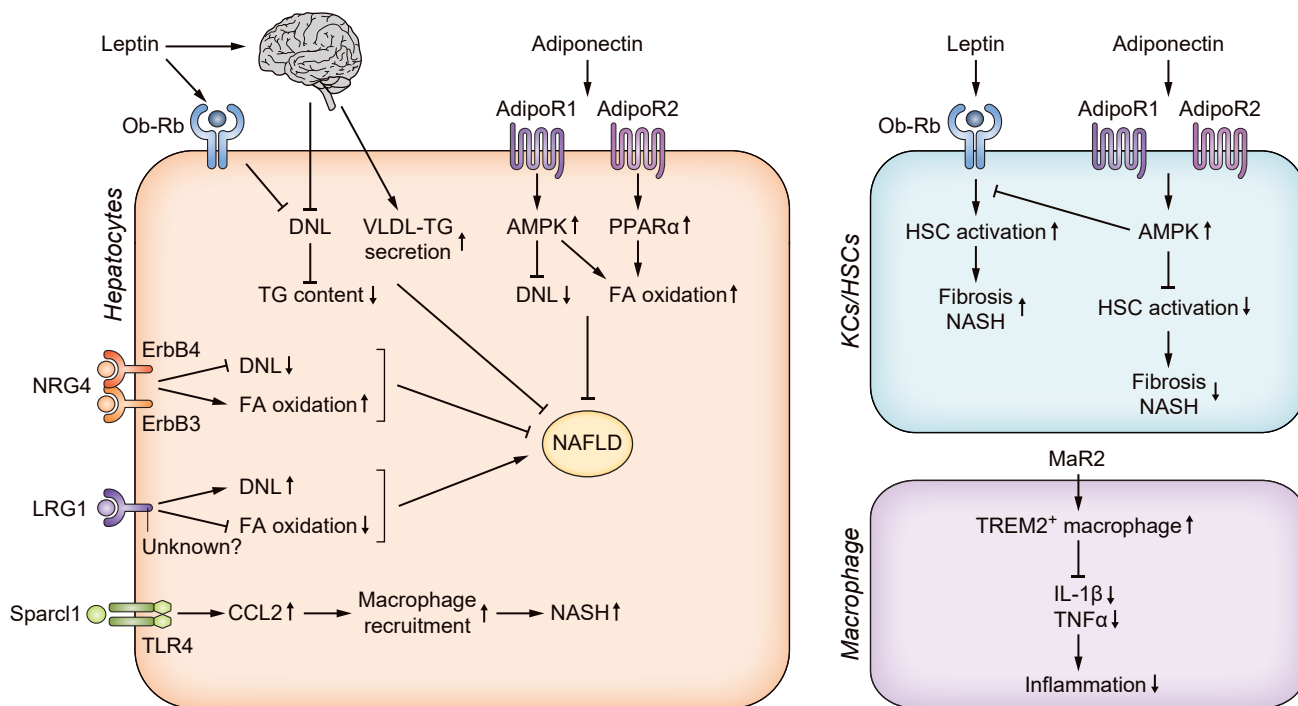 Leptin
Ob-Rb
Adiponectin
AdipoR1
AdipoR2
Hepatocytes
DNL
VLDL-TG
secretion ↑
AMPK ↑
PPARα ↑
TG content ↓
DNL ↓
FA oxidation ↑
NRG4
ErbB4
ErbB3
DNL ↓
FA oxidation ↑
NAFLD
LRG1
Unknown?
DNL ↑
FA oxidation ↓
Sparcl1
TLR4
CCL2 ↑
Macrophage
recruitment ↑
NASH ↑
Leptin
Ob-Rb
Adiponectin
AdipoR1
AdipoR2
KCs/HSCs
HSC activation ↑
AMPK ↑
Fibrosis
NASH ↑
HSC activation ↓
Fibrosis
NASH ↓
MaR2
Macrophage
TREM2⁺ macrophage ↑
IL-1β ↓
TNFα ↓
Inflammation ↓